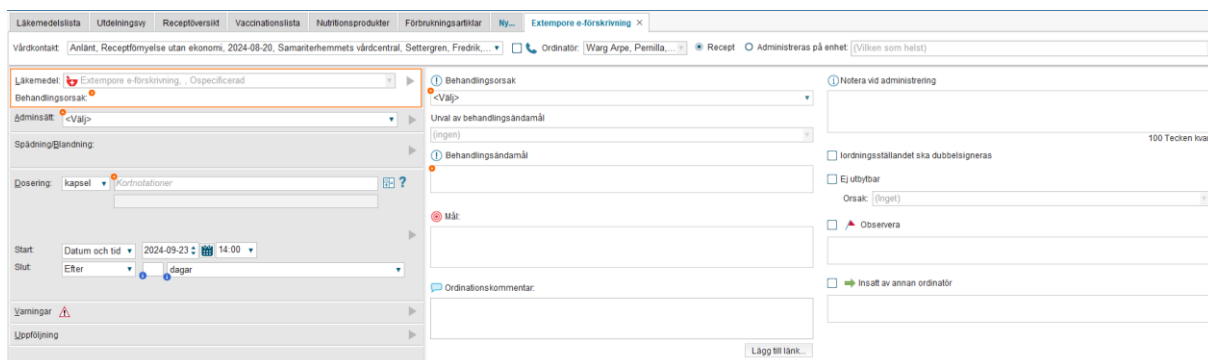 Läkemedelslista Utdelningsvy Receptöversikt Vaccinationslista Nutritionsprodukter Förbrukningsartiklar Ny... Extempore e-förskrivning ×
Vårdkontakt: Anlänt, Receptförnyelse utan ekonomi, 2024-08-20, Samariterhemmets vårdcentral, Settergren, Fredrik,... Ordinatör: Warg Arpe, Pernilla,... Recept Administreras på enhet: (Vilken som helst)
Läkemedel: Extempore e-förskrivning, , Ospecificerad
Behandlingsorsak:
Adminsätt: <Välj>
Spädning/Blandning:
Dosering: kapsel Kortnotationer ?
Start: Datum och tid 2024-09-23 14:00
Slut: Efter dagar
Varningar
Uppföljning
Behandlingsorsak
<Välj>
Urval av behandlingsändamål
(ingen)
Behandlingsändamål
Mål:
Ordinationskommentar:
Lägg till länk...
Notera vid administrering
100 Tecken kvar
Iordningsställandet ska dubbelsigneras
Ej utbytbar
Orsak: (Inget)
Observera
Insatt av annan ordinatör